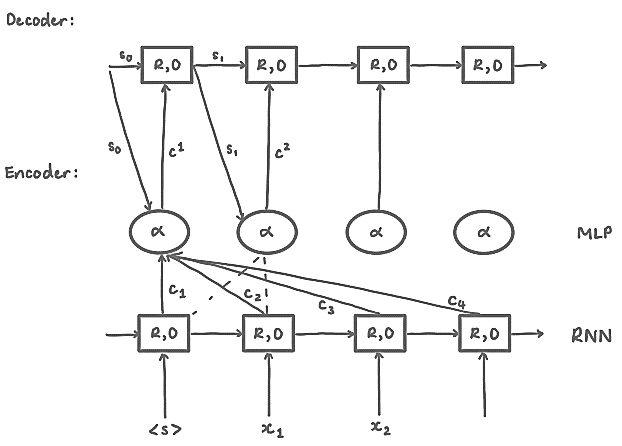 Decoder:
s₀ R,O s₁ R,O R,O R,O
s₀ c¹ s₁ c²
Encoder:
α α α α MLP
c₁ c₂ c₃ c₄
R,O R,O R,O R,O RNN
<s> x₁ x₂